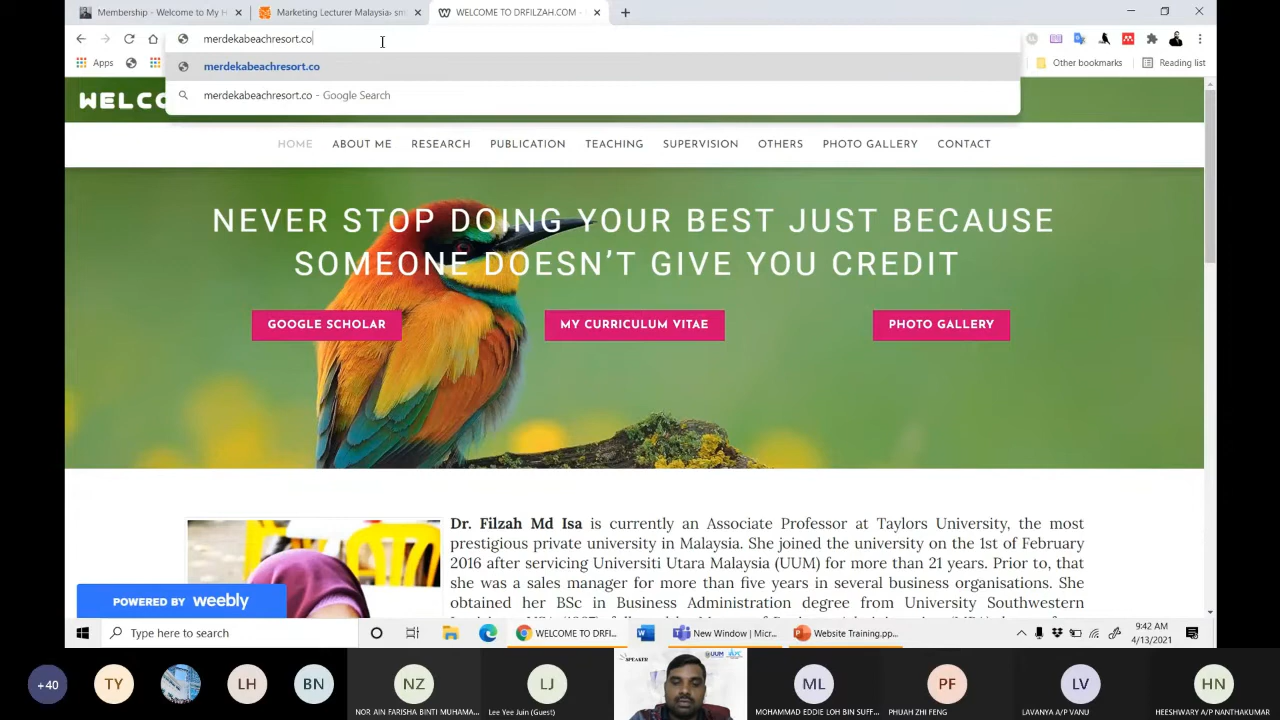 Membership - Welcome to My H
Marketing Lecturer Malaysia› sm
WELCOME TO DRFILZAH.COM -
merdekabeachresort.co
Apps
Other bookmarks
Reading list
merdekabeachresort.co
merdekabeachresort.co - Google Search
WELCO
HOME ABOUT ME RESEARCH PUBLICATION TEACHING SUPERVISION OTHERS PHOTO GALLERY CONTACT
NEVER STOP DOING YOUR BEST JUST BECAUSE
SOMEONE DOESN'T GIVE YOU CREDIT
GOOGLE SCHOLAR
MY CURRICULUM VITAE
PHOTO GALLERY
Dr. Filzah Md Isa is currently an Associate Professor at Taylors University, the most
prestigious private university in Malaysia. She joined the university on the 1st of February
2016 after servicing Universiti Utara Malaysia (UUM) for more than 21 years. Prior to, that
she was a sales manager for more than five years in several business organisations. She
obtained her BSc in Business Administration degree from University Southwestern
POWERED BY weebly
Type here to search
WELCOME TO DRFI...
New Window | Micr...
Website Training.pp...
9:42 AM
4/13/2021
+40
TY
LH
BN
NZ
NOR AIN FARISHA BINTI MUHAMA...
LJ
Lee Yee Juin (Guest)
SPEAKER
UUM
ML
MOHAMMAD EDDIE LOH BIN SUFF...
PF
PHUAH ZHI FENG
LV
LAVANYA A/P VANU
HN
HEESHWARY A/P NANTHAKUMAR